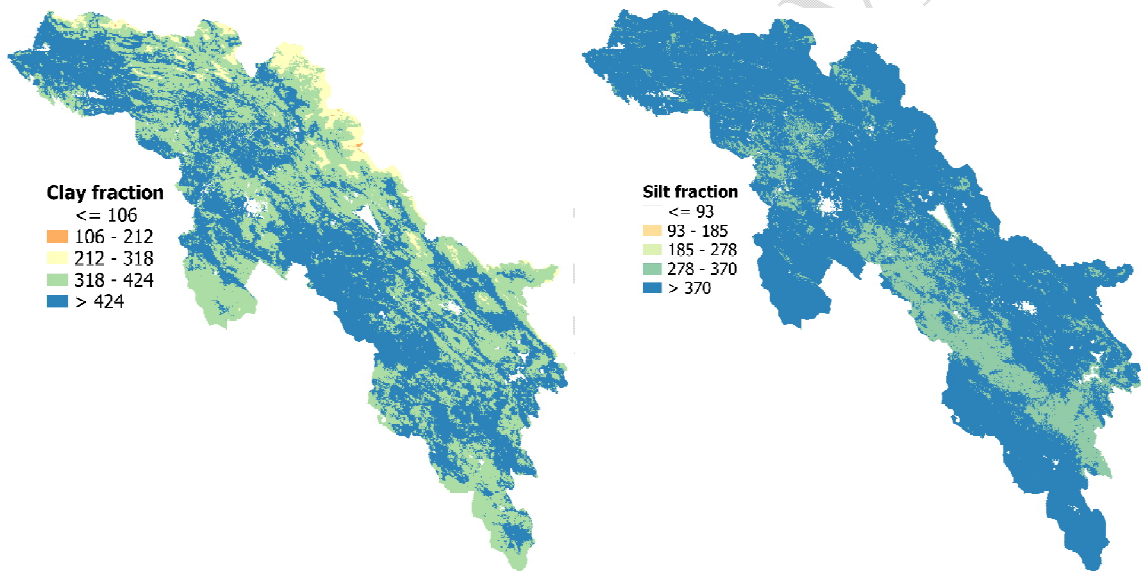 Clay fraction
<= 106
106 - 212
212 - 318
318 - 424
> 424
Silt fraction
<= 93
93 - 185
185 - 278
278 - 370
> 370